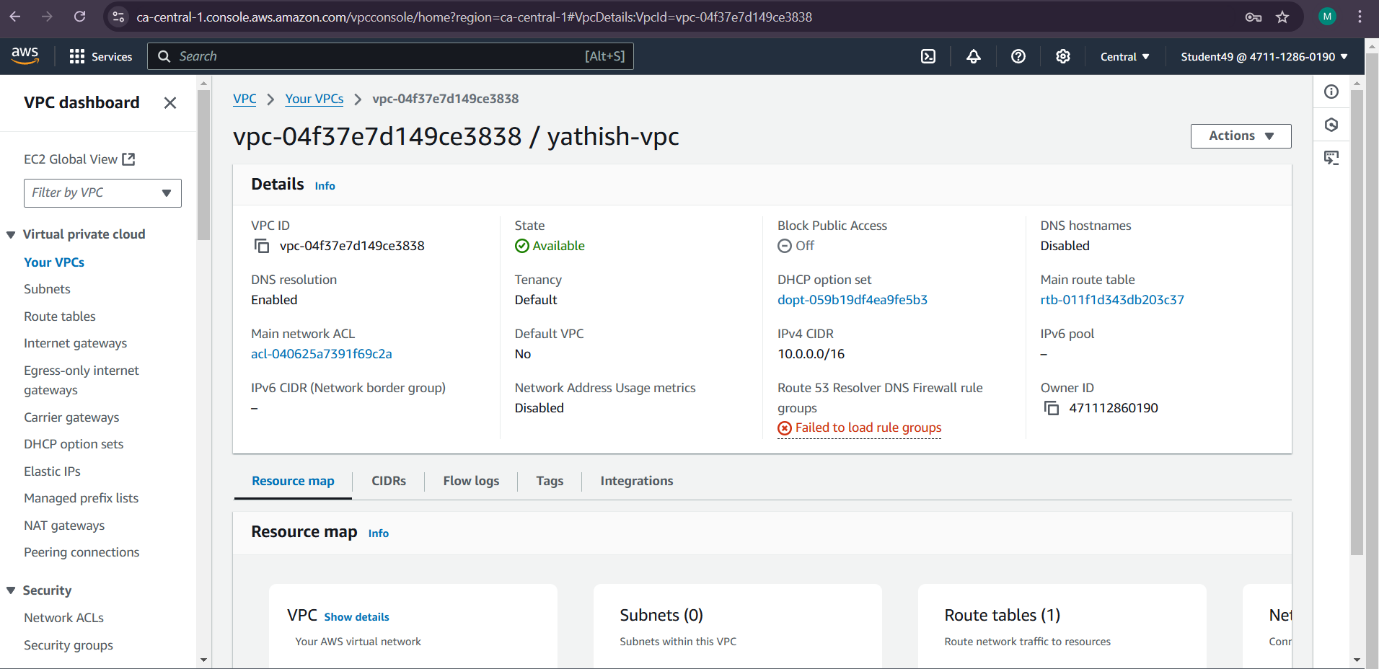 ca-central-1.console.aws.amazon.com/vpcconsole/home?region=ca-central-1#VpcDetails:VpcId=vpc-04f37e7d149ce3838
M
aws
Services
Search
[Alt+S]
Central
Student49 @ 4711-1286-0190
VPC dashboard
EC2 Global View
Filter by VPC
Virtual private cloud
Your VPCs
Subnets
Route tables
Internet gateways
Egress-only internet
gateways
Carrier gateways
DHCP option sets
Elastic IPs
Managed prefix lists
NAT gateways
Peering connections
Security
Network ACLs
Security groups
VPC > Your VPCs > vpc-04f37e7d149ce3838
vpc-04f37e7d149ce3838 / yathish-vpc
Actions
Details Info
VPC ID
vpc-04f37e7d149ce3838
State
Available
Block Public Access
Off
DNS hostnames
Disabled
DNS resolution
Enabled
Tenancy
Default
DHCP option set
dopt-059b19df4ea9fe5b3
Main route table
rtb-011f1d343db203c37
Main network ACL
acl-040625a7391f69c2a
Default VPC
No
IPv4 CIDR
10.0.0.0/16
IPv6 pool
–
IPv6 CIDR (Network border group)
–
Network Address Usage metrics
Disabled
Route 53 Resolver DNS Firewall rule
groups
Failed to load rule groups
Owner ID
471112860190
Resource map
CIDRs
Flow logs
Tags
Integrations
Resource map Info
VPC Show details
Your AWS virtual network
Subnets (0)
Subnets within this VPC
Route tables (1)
Route network traffic to resources